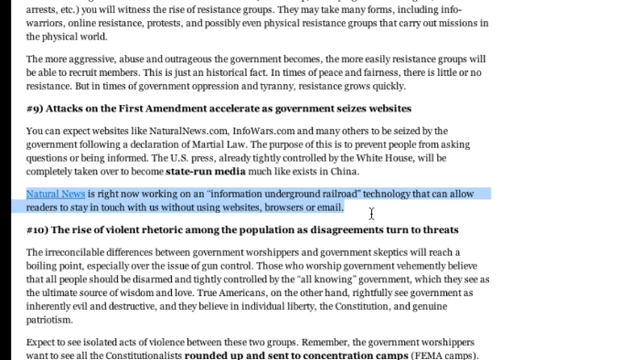 arrests, etc.) you will witness the rise of resistance groups. They may take many forms, including info-
warriors, online resistance, protests, and possibly even physical resistance groups that carry out missions in
the physical world.
The more aggressive, abuse and outrageous the government becomes, the more easily resistance groups will
be able to recruit members. This is just an historical fact. In times of peace and fairness, there is little or no
resistance. But in times of government oppression and tyranny, resistance grows quickly.
#9) Attacks on the First Amendment accelerate as government seizes websites
You can expect websites like NaturalNews.com, InfoWars.com and many others to be seized by the
government following a declaration of Martial Law. The purpose of this is to prevent people from asking
questions or being informed. The U.S. press, already tightly controlled by the White House, will be
completely taken over to become state-run media much like exists in China.
Natural News is right now working on an "information underground railroad" technology that can allow
readers to stay in touch with us without using websites, browsers or email.
#10) The rise of violent rhetoric among the population as disagreements turn to threats
The irreconcilable differences between government worshippers and government skeptics will reach a
boiling point, especially over the issue of gun control. Those who worship government vehemently believe
that all people should be disarmed and tightly controlled by the "all knowing" government, which they see as
the ultimate source of wisdom and love. True Americans, on the other hand, rightfully see government as
inherently evil and destructive, and they believe in individual liberty, the Constitution, and genuine
patriotism.
Expect to see isolated acts of violence between these two groups. Remember, the government worshippers
want to see all the Constitutionalists rounded up and sent to concentration camps (FEMA camps).